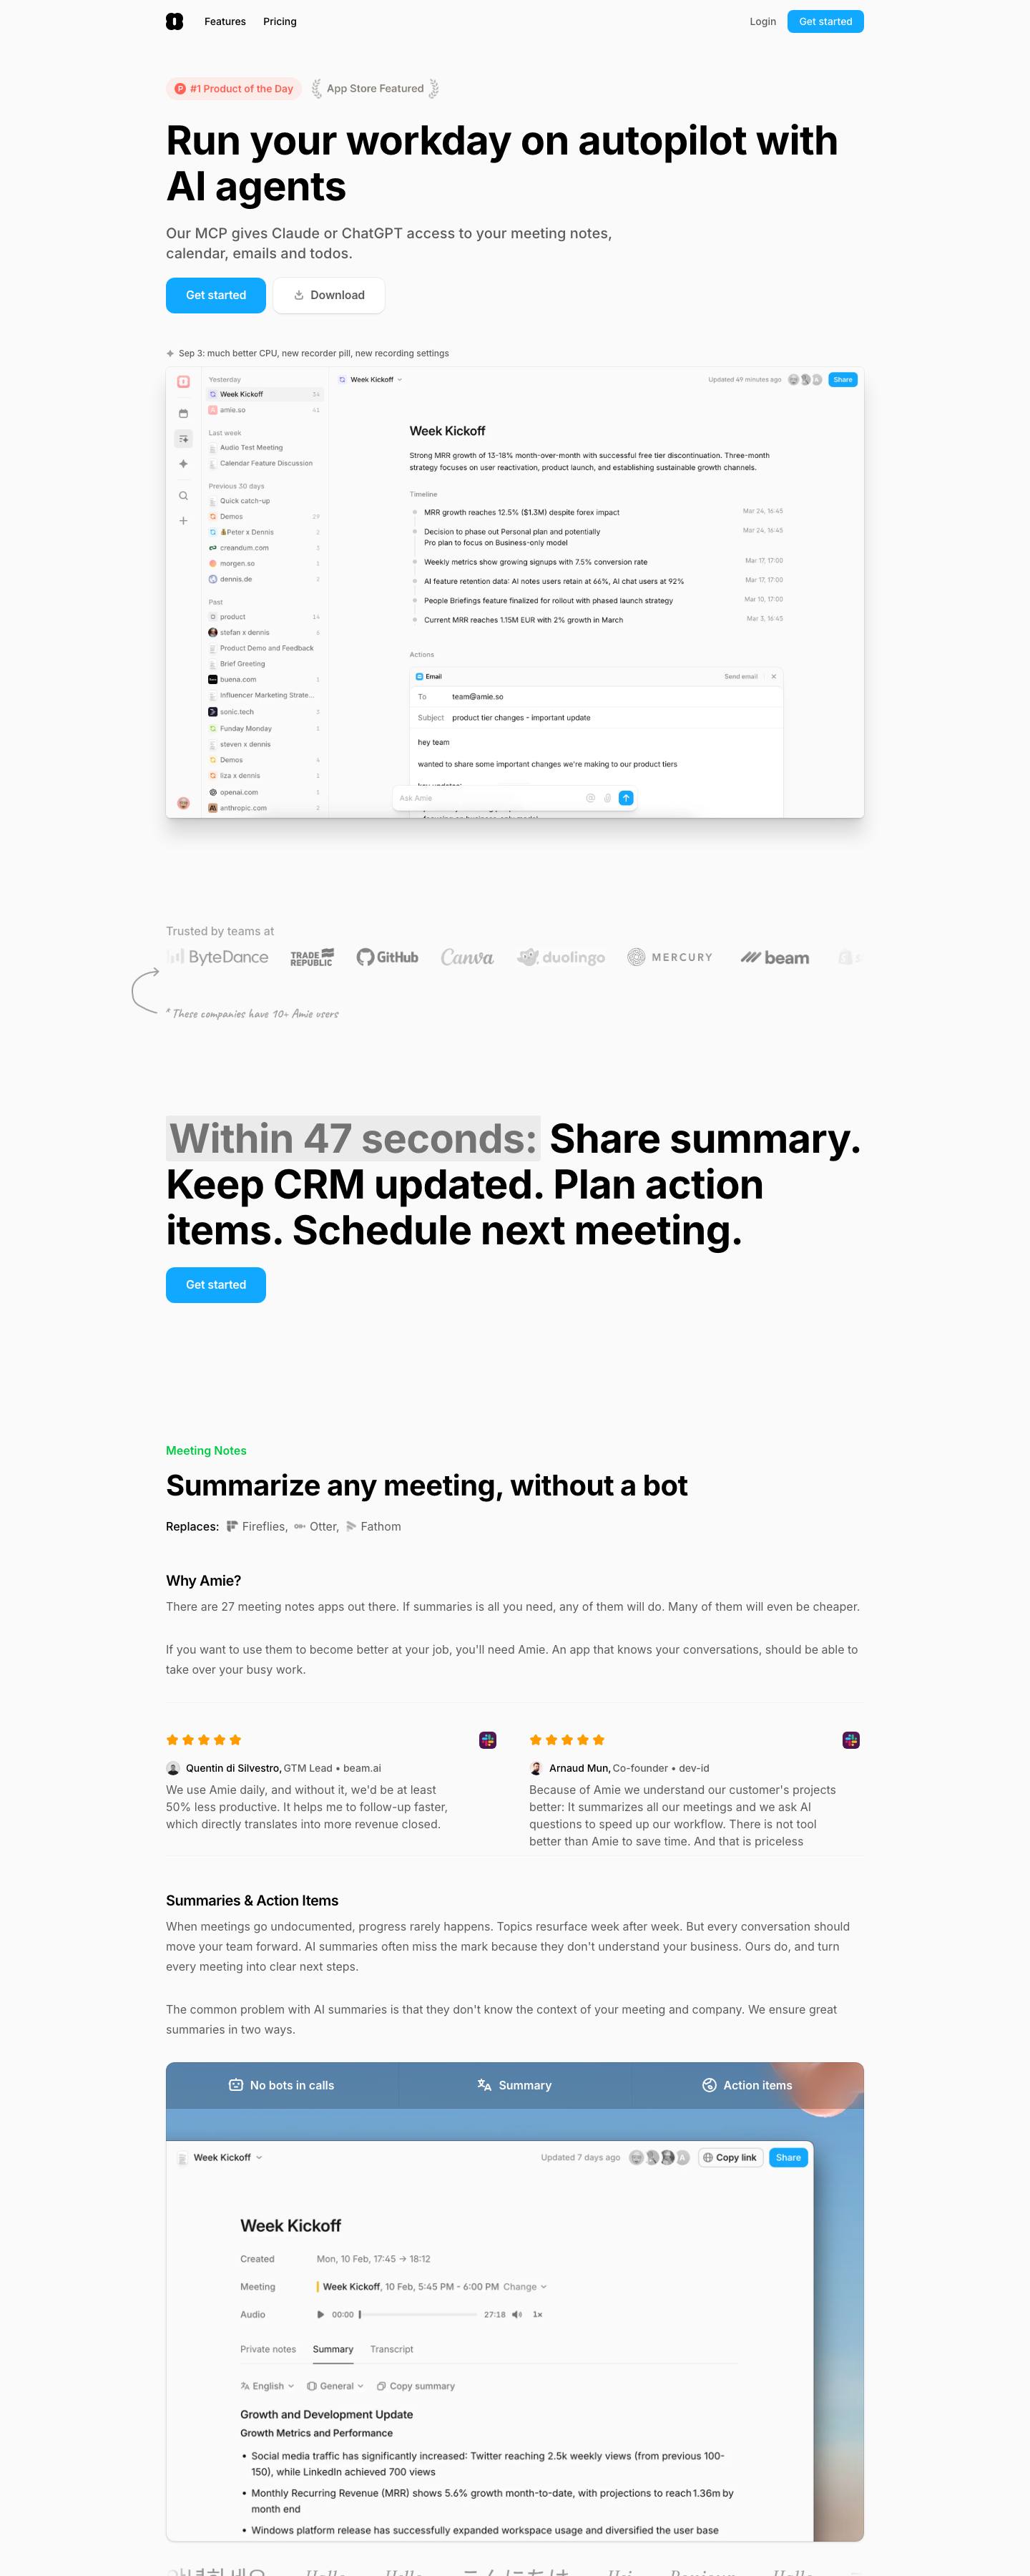 Features Pricing
Login Get started
#1 Product of the Day App Store Featured
Run your workday on autopilot with
AI agents
Our MCP gives Claude or ChatGPT access to your meeting notes,
calendar, emails and todos.
Get started Download
Sep 3: much better CPU, new recorder pill, new recording settings
Yesterday
Week Kickoff 34
amie.so 41
Last week
Audio Test Meeting
Calendar Feature Discussion
Previous 30 days
Quick catch-up
Demos 29
Peter x Dennis 2
creandum.com 3
morgen.so 1
dennis.de 2
Past
product 14
stefan x dennis 6
Product Demo and Feedback
Brief Greeting
buena.com 1
Influencer Marketing Strate...
sonic.tech 3
Funday Monday 1
steven x dennis
Demos 4
liza x dennis 1
openai.com 1
anthropic.com 2
Week Kickoff
Updated 49 minutes ago
Share
Week Kickoff
Strong MRR growth of 13-18% month-over-month with successful free tier discontinuation. Three-month
strategy focuses on user reactivation, product launch, and establishing sustainable growth channels.
Timeline
MRR growth reaches 12.5% ($1.3M) despite forex impact Mar 24, 16:45
Decision to phase out Personal plan and potentially Mar 24, 16:45
Pro plan to focus on Business-only model
Weekly metrics show growing signups with 7.5% conversion rate Mar 17, 17:00
AI feature retention data: AI notes users retain at 66%, AI chat users at 92% Mar 17, 17:00
People Briefings feature finalized for rollout with phased launch strategy Mar 10, 17:00
Current MRR reaches 1.15M EUR with 2% growth in March Mar 3, 16:45
Actions
Email Send email
To team@amie.so
Subject product tier changes - important update
hey team
wanted to share some important changes we're making to our product tiers
Ask Amie
Trusted by teams at
ByteDance TRADE REPUBLIC GitHub Canva duolingo MERCURY beam
* These companies have 10+ Amie users
Within 47 seconds: Share summary.
Keep CRM updated. Plan action
items. Schedule next meeting.
Get started
Meeting Notes
Summarize any meeting, without a bot
Replaces: Fireflies, Otter, Fathom
Why Amie?
There are 27 meeting notes apps out there. If summaries is all you need, any of them will do. Many of them will even be cheaper.
If you want to use them to become better at your job, you'll need Amie. An app that knows your conversations, should be able to
take over your busy work.
Quentin di Silvestro, GTM Lead • beam.ai
We use Amie daily, and without it, we'd be at least
50% less productive. It helps me to follow-up faster,
which directly translates into more revenue closed.
Arnaud Mun, Co-founder • dev-id
Because of Amie we understand our customer's projects
better: It summarizes all our meetings and we ask AI
questions to speed up our workflow. There is not tool
better than Amie to save time. And that is priceless
Summaries & Action Items
When meetings go undocumented, progress rarely happens. Topics resurface week after week. But every conversation should
move your team forward. AI summaries often miss the mark because they don't understand your business. Ours do, and turn
every meeting into clear next steps.
The common problem with AI summaries is that they don't know the context of your meeting and company. We ensure great
summaries in two ways.
No bots in calls Summary Action items
Week Kickoff
Updated 7 days ago
Copy link Share
Week Kickoff
Created Mon, 10 Feb, 17:45 → 18:12
Meeting Week Kickoff, 10 Feb, 5:45 PM - 6:00 PM Change
Audio 00:00 27:18 1×
Private notes Summary Transcript
English General Copy summary
Growth and Development Update
Growth Metrics and Performance
• Social media traffic has significantly increased: Twitter reaching 2.5k weekly views (from previous 100-
150), while LinkedIn achieved 700 views
• Monthly Recurring Revenue (MRR) shows 5.6% growth month-to-date, with projections to reach 1.36m by
month end
• Windows platform release has successfully expanded workspace usage and diversified the user base